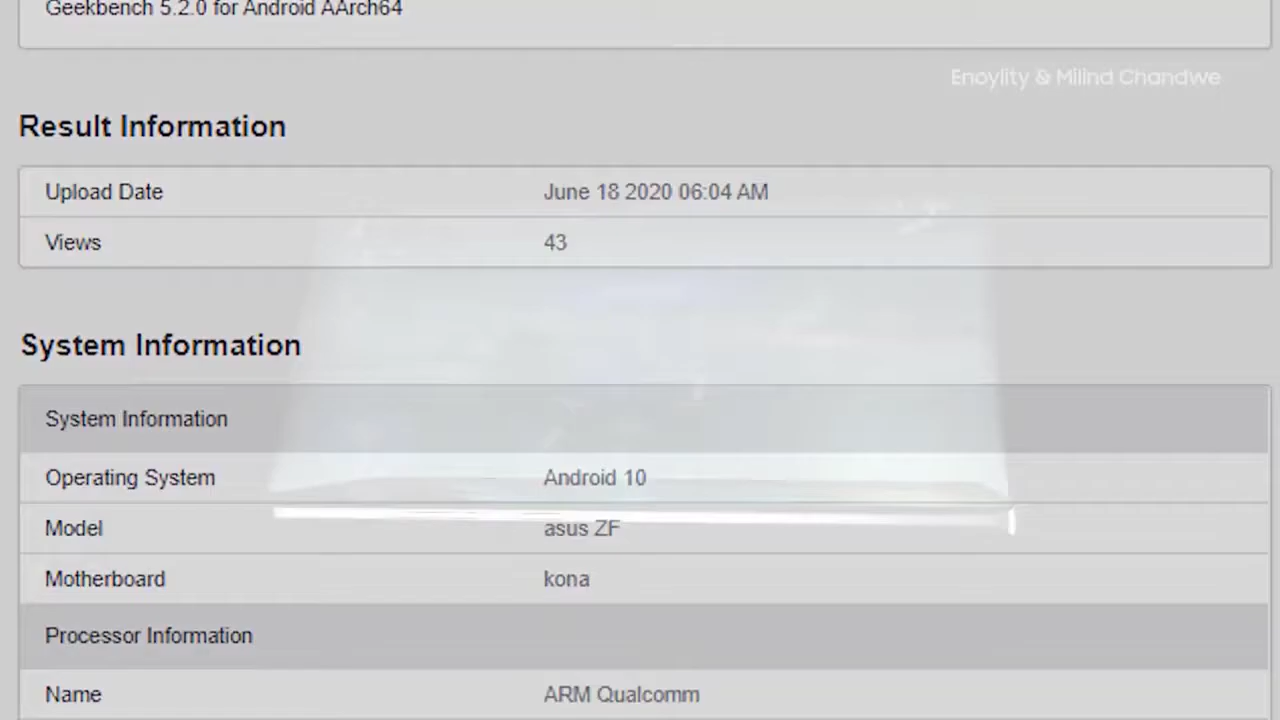 Geekbench 5.2.0 for Android AArch64
Enoylity & Milind Chandwe
Result Information
Upload Date June 18 2020 06:04 AM
Views 43
System Information
System Information
Operating System Android 10
Model asus ZF
Motherboard kona
Processor Information
Name ARM Qualcomm